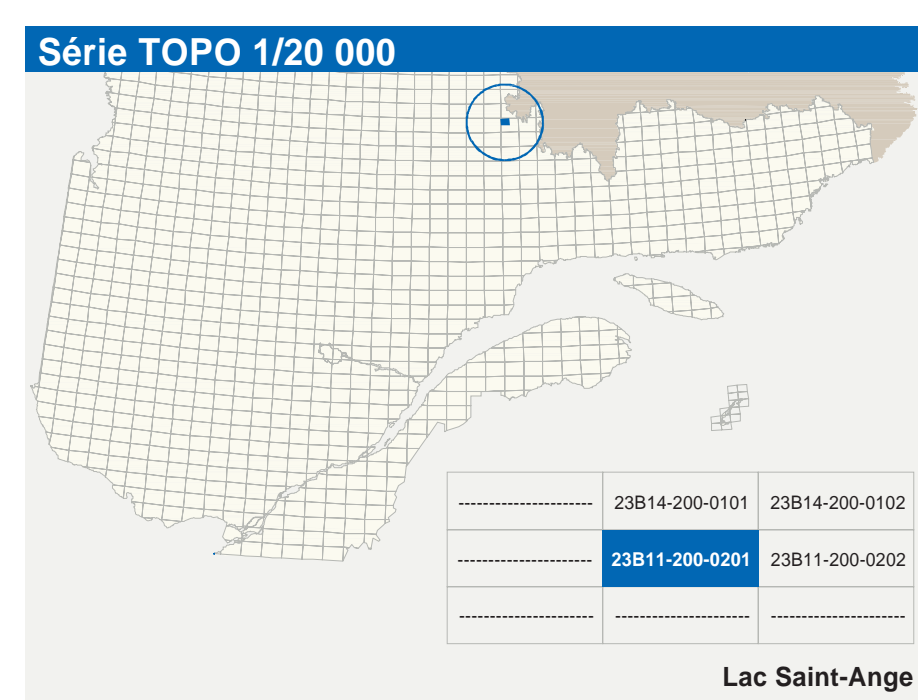 Série TOPO 1/20 000
---------------------- 23B14-200-0101 23B14-200-0102
---------------------- 23B11-200-0201 23B11-200-0202
---------------------- ---------------------- ----------------------
Lac Saint-Ange